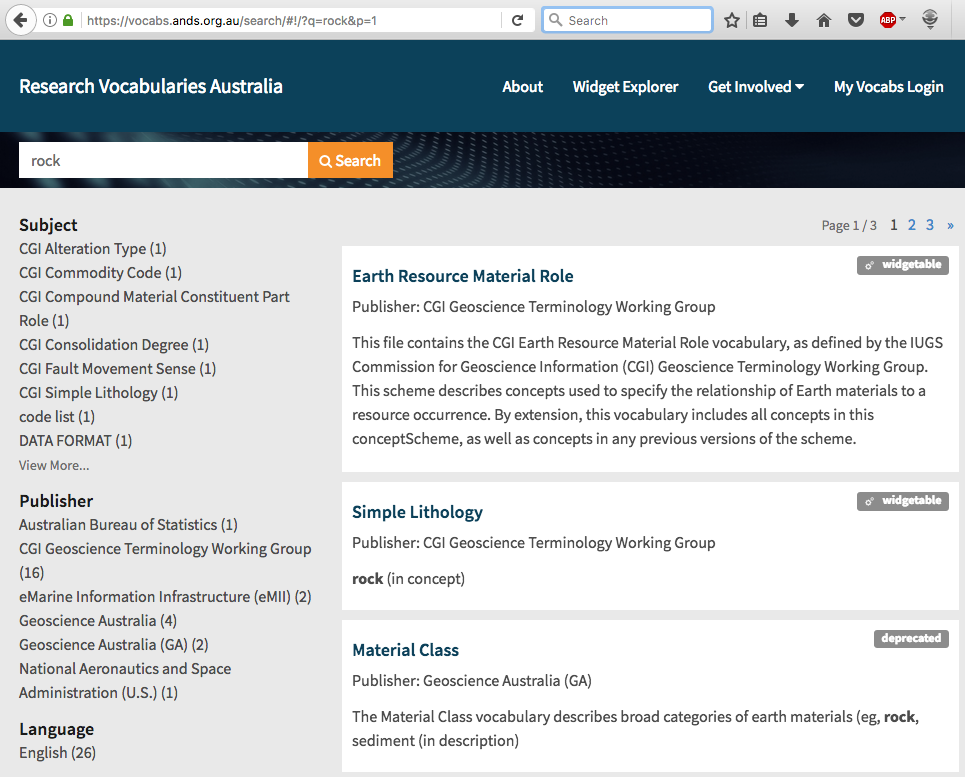 https://vocabs.ands.org.au/search/#!/?q=rock&p=1
Search
ABP
Research Vocabularies Australia
About
Widget Explorer
Get Involved
My Vocabs Login
rock
Search
Subject
CGI Alteration Type (1)
CGI Commodity Code (1)
CGI Compound Material Constituent Part
Role (1)
CGI Consolidation Degree (1)
CGI Fault Movement Sense (1)
CGI Simple Lithology (1)
code list (1)
DATA FORMAT (1)
View More...
Publisher
Australian Bureau of Statistics (1)
CGI Geoscience Terminology Working Group
(16)
eMarine Information Infrastructure (eMII) (2)
Geoscience Australia (4)
Geoscience Australia (GA) (2)
National Aeronautics and Space
Administration (U.S.) (1)
Language
English (26)
Page 1 / 3 1 2 3 »
widgetable
Earth Resource Material Role
Publisher: CGI Geoscience Terminology Working Group
This file contains the CGI Earth Resource Material Role vocabulary, as defined by the IUGS
Commission for Geoscience Information (CGI) Geoscience Terminology Working Group.
This scheme describes concepts used to specify the relationship of Earth materials to a
resource occurrence. By extension, this vocabulary includes all concepts in this
conceptScheme, as well as concepts in any previous versions of the scheme.
widgetable
Simple Lithology
Publisher: CGI Geoscience Terminology Working Group
rock (in concept)
deprecated
Material Class
Publisher: Geoscience Australia (GA)
The Material Class vocabulary describes broad categories of earth materials (eg, rock,
sediment (in description)